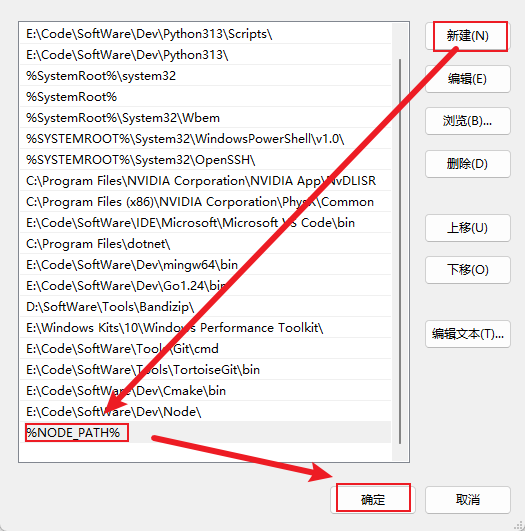 E:\Code\SoftWare\Dev\Python313\Scripts\
新建(N)
E:\Code\SoftWare\Dev\Python313\
%SystemRoot%\system32
编辑(E)
%SystemRoot%
%SystemRoot%\System32\Wbem
浏览(B)...
%SYSTEMROOT%\System32\WindowsPowerShell\v1.0\
%SYSTEMROOT%\System32\OpenSSH\
删除(D)
C:\Program Files\NVIDIA Corporation\NVIDIA App\NvDLISR
C:\Program Files (x86)\NVIDIA Corporation\PhysX\Common
E:\Code\SoftWare\IDE\Microsoft\Microsoft VS Code\bin
上移(U)
C:\Program Files\dotnet\
E:\Code\SoftWare\Dev\mingw64\bin
下移(O)
E:\Code\SoftWare\Dev\Go1.24\bin
D:\SoftWare\Tools\Bandizip\
E:\Windows Kits\10\Windows Performance Toolkit\
编辑文本(T)...
E:\Code\SoftWare\Tools\Git\cmd
E:\Code\SoftWare\Tools\TortoiseGit\bin
E:\Code\SoftWare\Dev\Cmake\bin
E:\Code\SoftWare\Dev\Node\
%NODE_PATH%
确定
取消